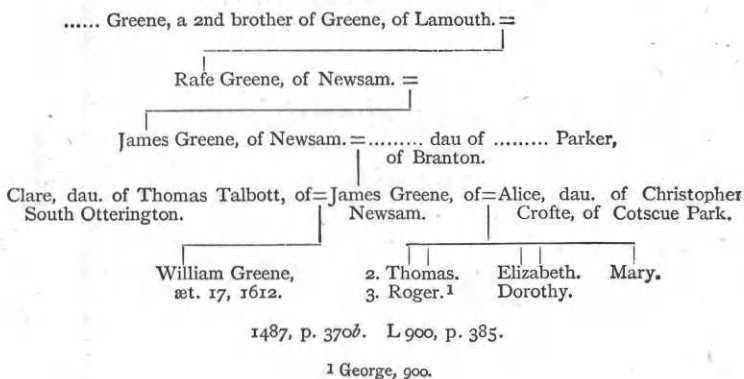 ...... Greene, a 2nd brother of Greene, of Lamouth. =
Rafe Greene, of Newsam. =
James Greene, of Newsam. = ......... dau of ......... Parker,
of Branton.
Clare, dau. of Thomas Talbott, of = James Greene, of = Alice, dau. of Christopher
South Otterington. Newsam. Crofte, of Cotscue Park.
William Greene, 2. Thomas. Elizabeth. Mary.
æt. 17, 1612. 3. Roger.¹ Dorothy.
1487, p. 370b. L 900, p. 385.
¹ George, 900.